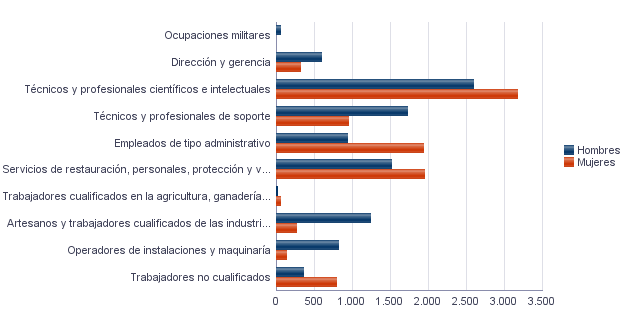 Ocupaciones militares
Dirección y gerencia
Técnicos y profesionales científicos e intelectuales
Técnicos y profesionales de soporte
Empleados de tipo administrativo
Servicios de restauración, personales, protección y v...
Trabajadores cualificados en la agricultura, ganadería...
Artesanos y trabajadores cualificados de las industri...
Operadores de instalaciones y maquinaría
Trabajadores no cualificados
0 500 1.000 1.500 2.000 2.500 3.000 3.500
Hombres
Mujeres